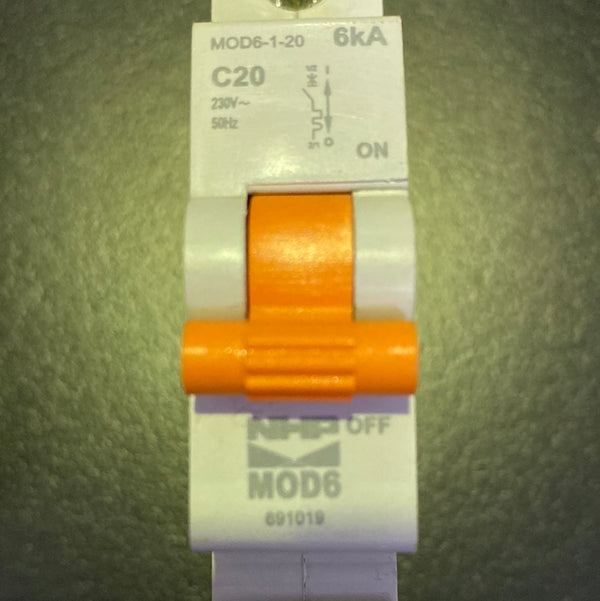 MOD6-1-20 6kA
C20
230V~
50Hz
ON
NHP OFF
MOD6
691019